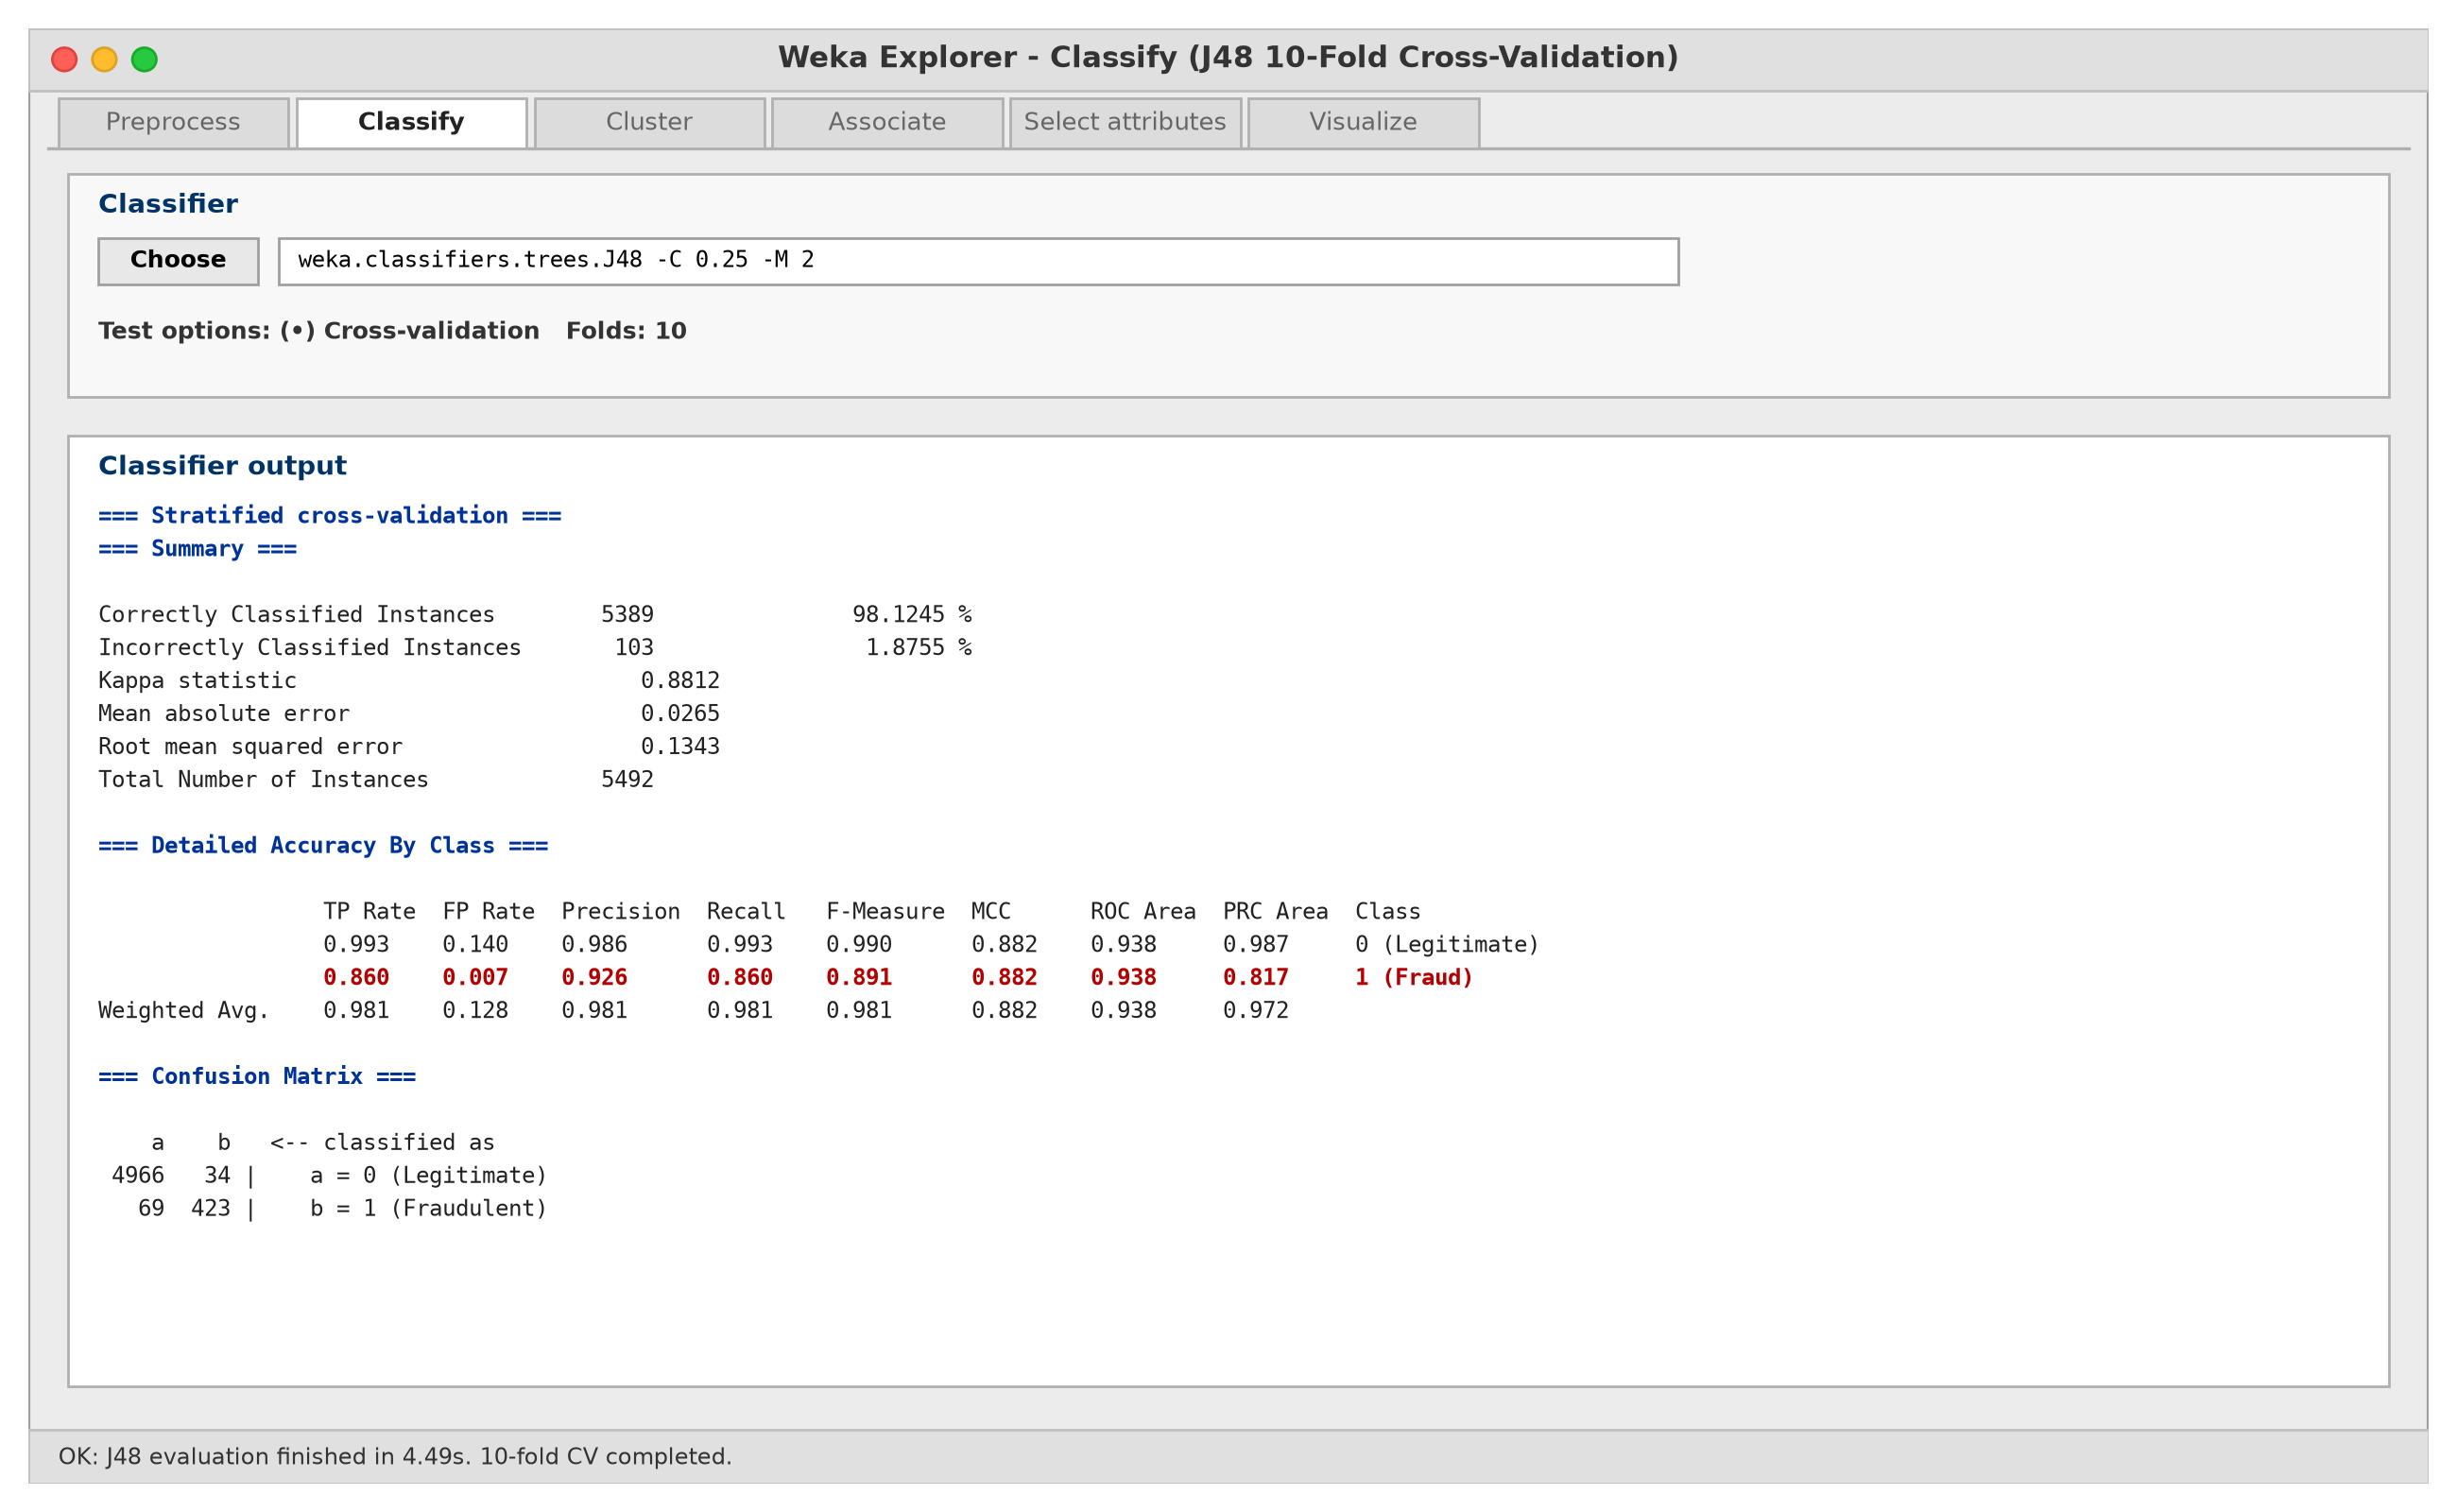 Weka Explorer - Classify (J48 10-Fold Cross-Validation)
Preprocess Classify Cluster Associate Select attributes Visualize
Classifier
Choose weka.classifiers.trees.J48 -C 0.25 -M 2
Test options: (•) Cross-validation   Folds: 10
Classifier output
=== Stratified cross-validation ===
=== Summary ===
Correctly Classified Instances        5389               98.1245 %
Incorrectly Classified Instances       103                1.8755 %
Kappa statistic                          0.8812
Mean absolute error                      0.0265
Root mean squared error                  0.1343
Total Number of Instances             5492
=== Detailed Accuracy By Class ===
                 TP Rate  FP Rate  Precision  Recall   F-Measure  MCC      ROC Area  PRC Area  Class
                 0.993    0.140    0.986      0.993    0.990      0.882    0.938     0.987     0 (Legitimate)
                 0.860    0.007    0.926      0.860    0.891      0.882    0.938     0.817     1 (Fraud)
Weighted Avg.    0.981    0.128    0.981      0.981    0.981      0.882    0.938     0.972
=== Confusion Matrix ===
    a    b   <-- classified as
 4966   34 |    a = 0 (Legitimate)
   69  423 |    b = 1 (Fraudulent)
OK: J48 evaluation finished in 4.49s. 10-fold CV completed.